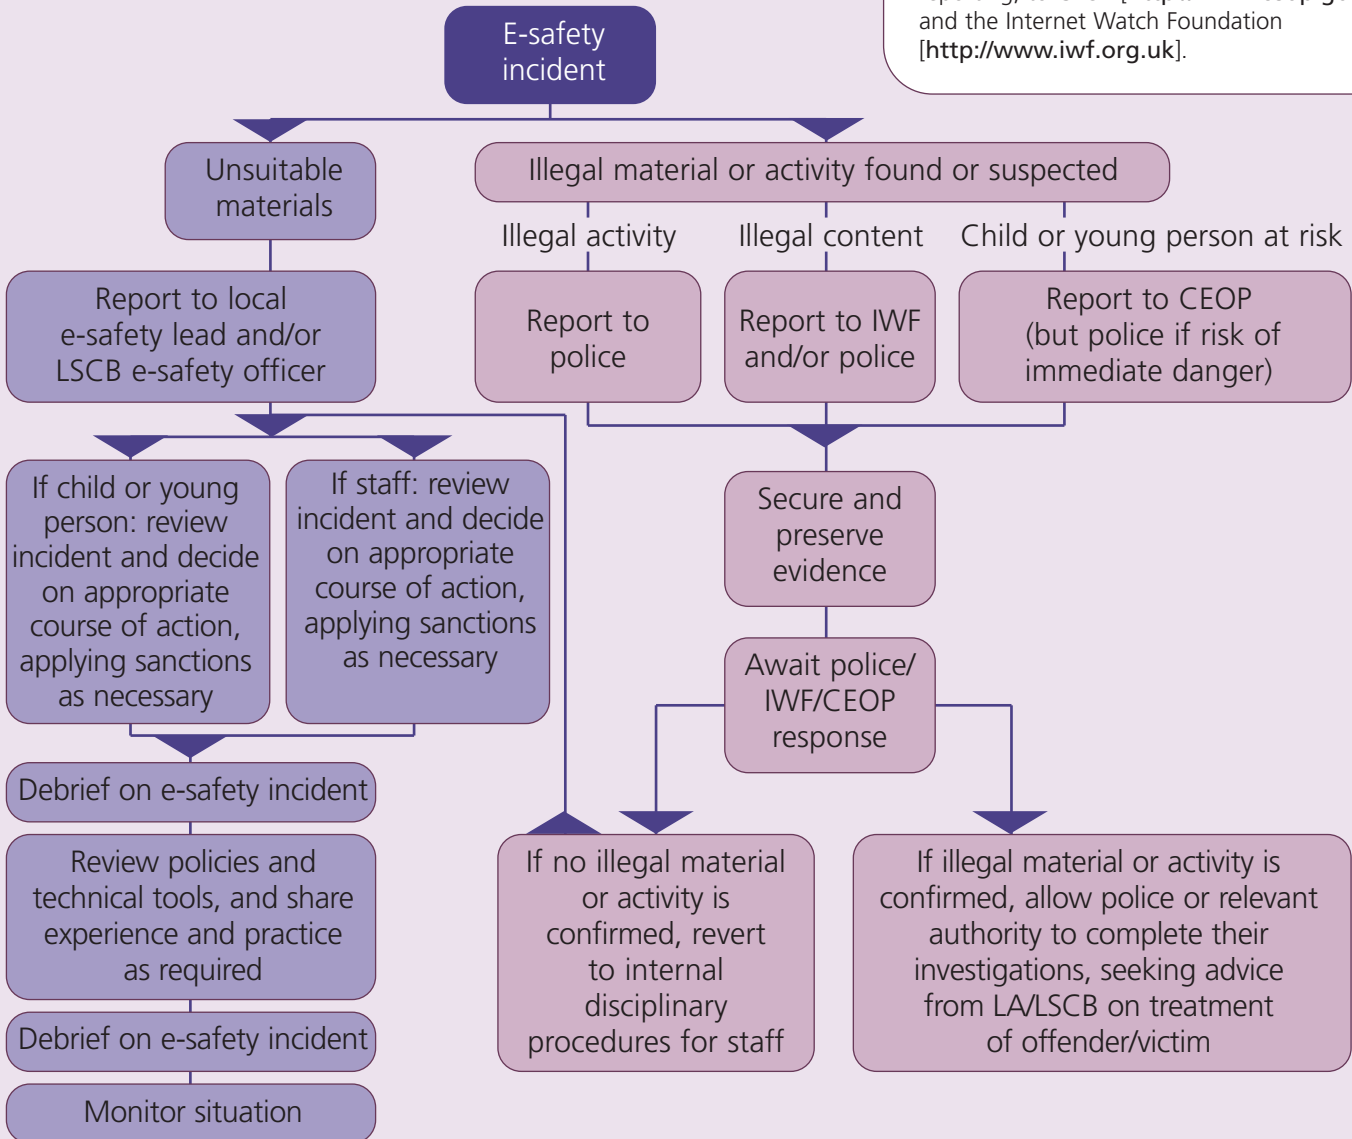 and the Internet Watch Foundation
[http://www.iwf.org.uk].
E-safety
incident
Unsuitable
materials
Illegal material or activity found or suspected
Illegal activity
Illegal content
Child or young person at risk
Report to local
e-safety lead and/or
LSCB e-safety officer
Report to
police
Report to IWF
and/or police
Report to CEOP
(but police if risk of
immediate danger)
If child or young
person: review
incident and decide
on appropriate
course of action,
applying sanctions
as necessary
If staff: review
incident and decide
on appropriate
course of action,
applying sanctions
as necessary
Secure and
preserve
evidence
Await police/
IWF/CEOP
response
Debrief on e-safety incident
Review policies and
technical tools, and share
experience and practice
as required
Debrief on e-safety incident
Monitor situation
If no illegal material
or activity is
confirmed, revert
to internal
disciplinary
procedures for staff
If illegal material or activity is
confirmed, allow police or relevant
authority to complete their
investigations, seeking advice
from LA/LSCB on treatment
of offender/victim